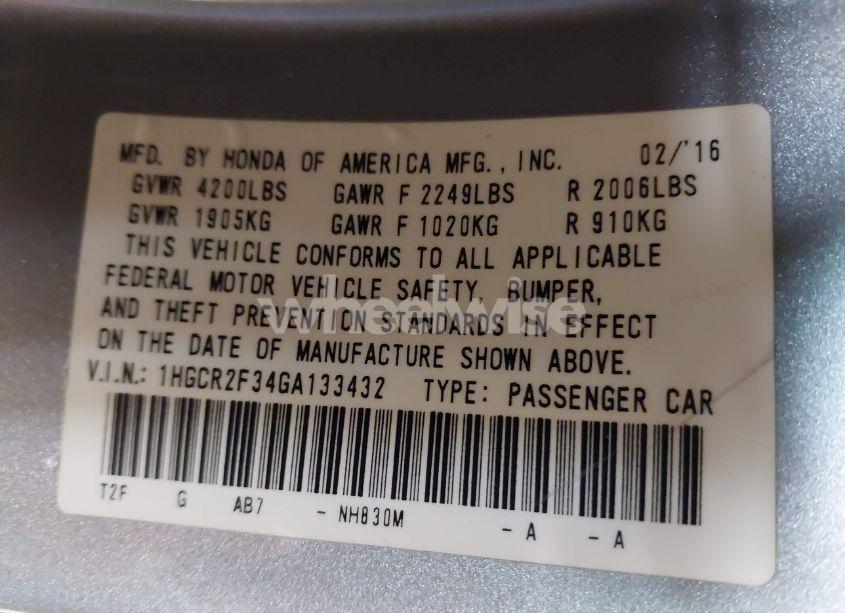 MFD. BY HONDA OF AMERICA MFG., INC. 02/'16
GVWR 4200LBS GAWR F 2249LBS R 2006LBS
GVWR 1905KG GAWR F 1020KG R 910KG
THIS VEHICLE CONFORMS TO ALL APPLICABLE
FEDERAL MOTOR VEHICLE SAFETY, BUMPER,
AND THEFT PREVENTION STANDARDS IN EFFECT
wheelwise
ON THE DATE OF MANUFACTURE SHOWN ABOVE.
V.I.N.: 1HGCR2F34GA133432 TYPE: PASSENGER CAR
T2F G AB7 - NH830M - A - A